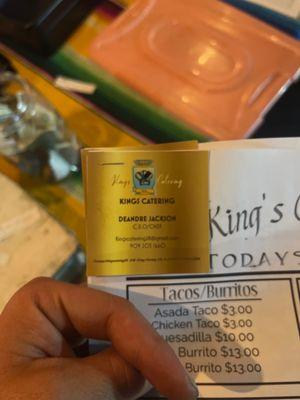 Kings Catering
KINGS CATERING
DEANDRE JACKSON
C.E.O/CHEF
King's
TODAYS
Tacos/Burritos
Asada Taco $3.00
Chicken Taco $3.00
uesadilla $10.00
Burrito $13.00
Burrito $13.00